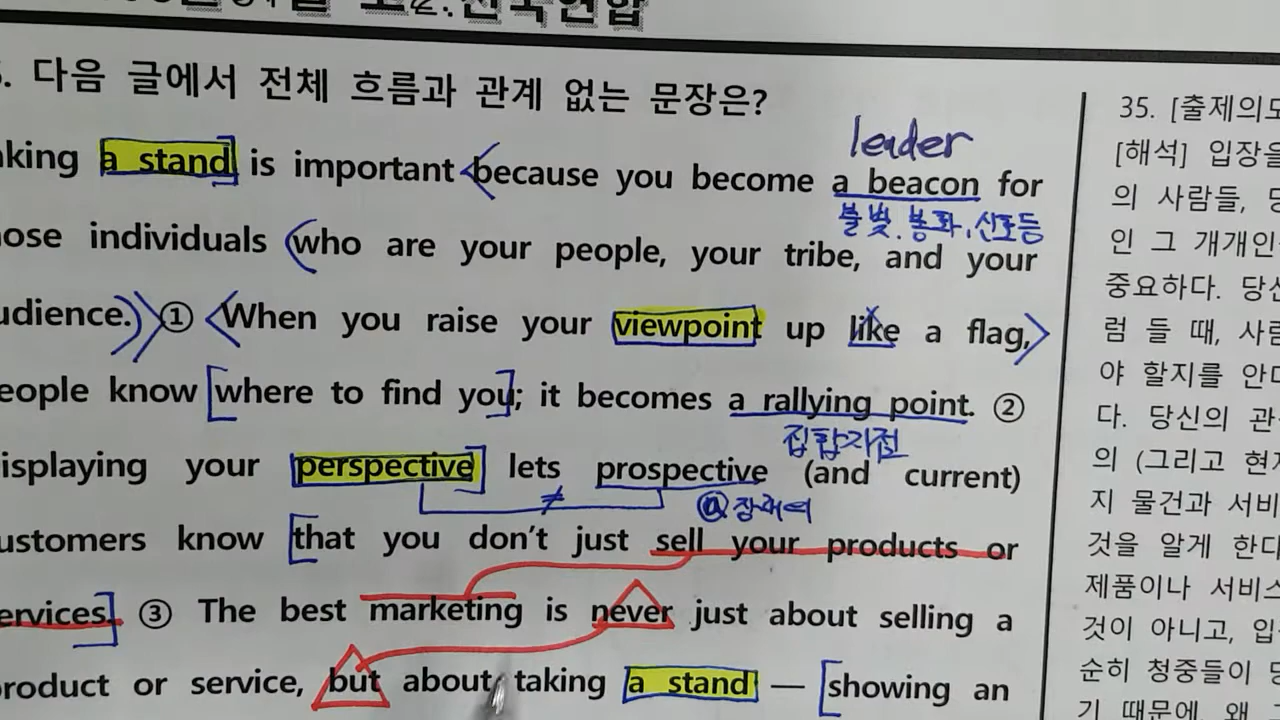 전국연합
다음 글에서 전체 흐름과 관계 없는 문장은?
leader
a stand is important because you become a beacon for
불빛, 봉화, 신호등
individuals who are your people, your tribe, and your
① When you raise your viewpoint up like a flag,
know where to find you; it becomes a rallying point. ②
집합지점
your perspective lets prospective (and current)
≠ ⓐ 장래의
know that you don't just sell your products or
③ The best marketing is never just about selling a
or service, but about taking a stand — showing an
35. [출제의도
[해석] 입장을
의 사람들, 당
인 그 개개인
중요하다. 당신
럼 들 때, 사람
야 할지를 안다
다. 당신의 관
의 (그리고 현재
지 물건과 서비
것을 알게 한다
제품이나 서비스
것이 아니고, 입
순히 청중들이 당
기 때문에, 왜